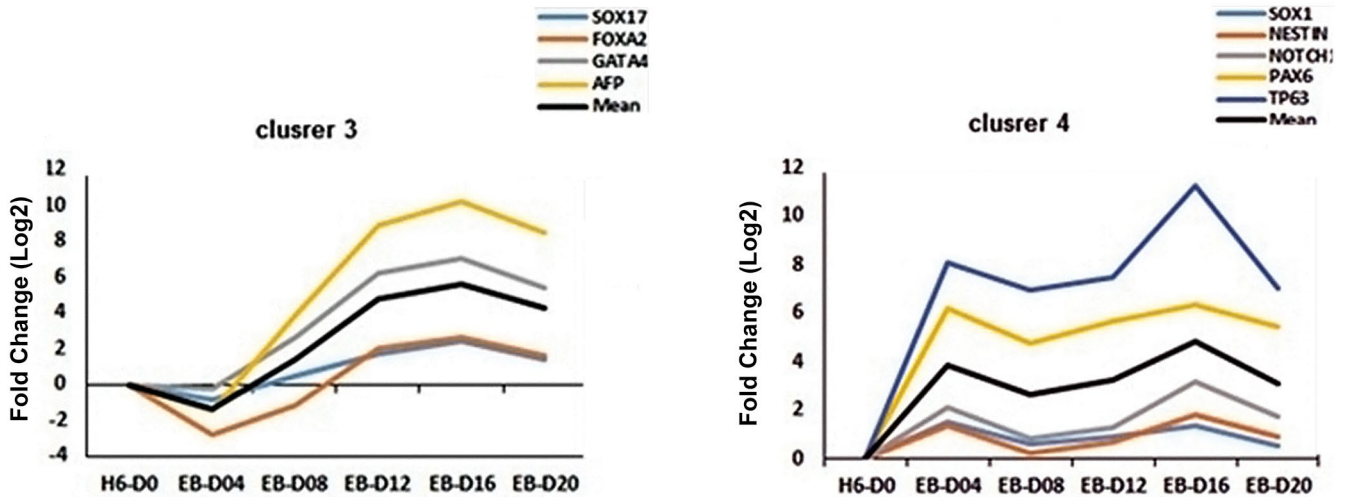 SOX17
FOXA2
GATA4
AFP
Mean
clusrer 3
Fold Change (Log2)
12
10
8
6
4
2
0
-2
-4
H6-D0 EB-D04 EB-D08 EB-D12 EB-D16 EB-D20
SOX1
NESTIN
NOTCH1
PAX6
TP63
Mean
clusrer 4
Fold Change (Log2)
12
10
8
6
4
2
0
H6-D0 EB-D04 EB-D08 EB-D12 EB-D16 EB-D20